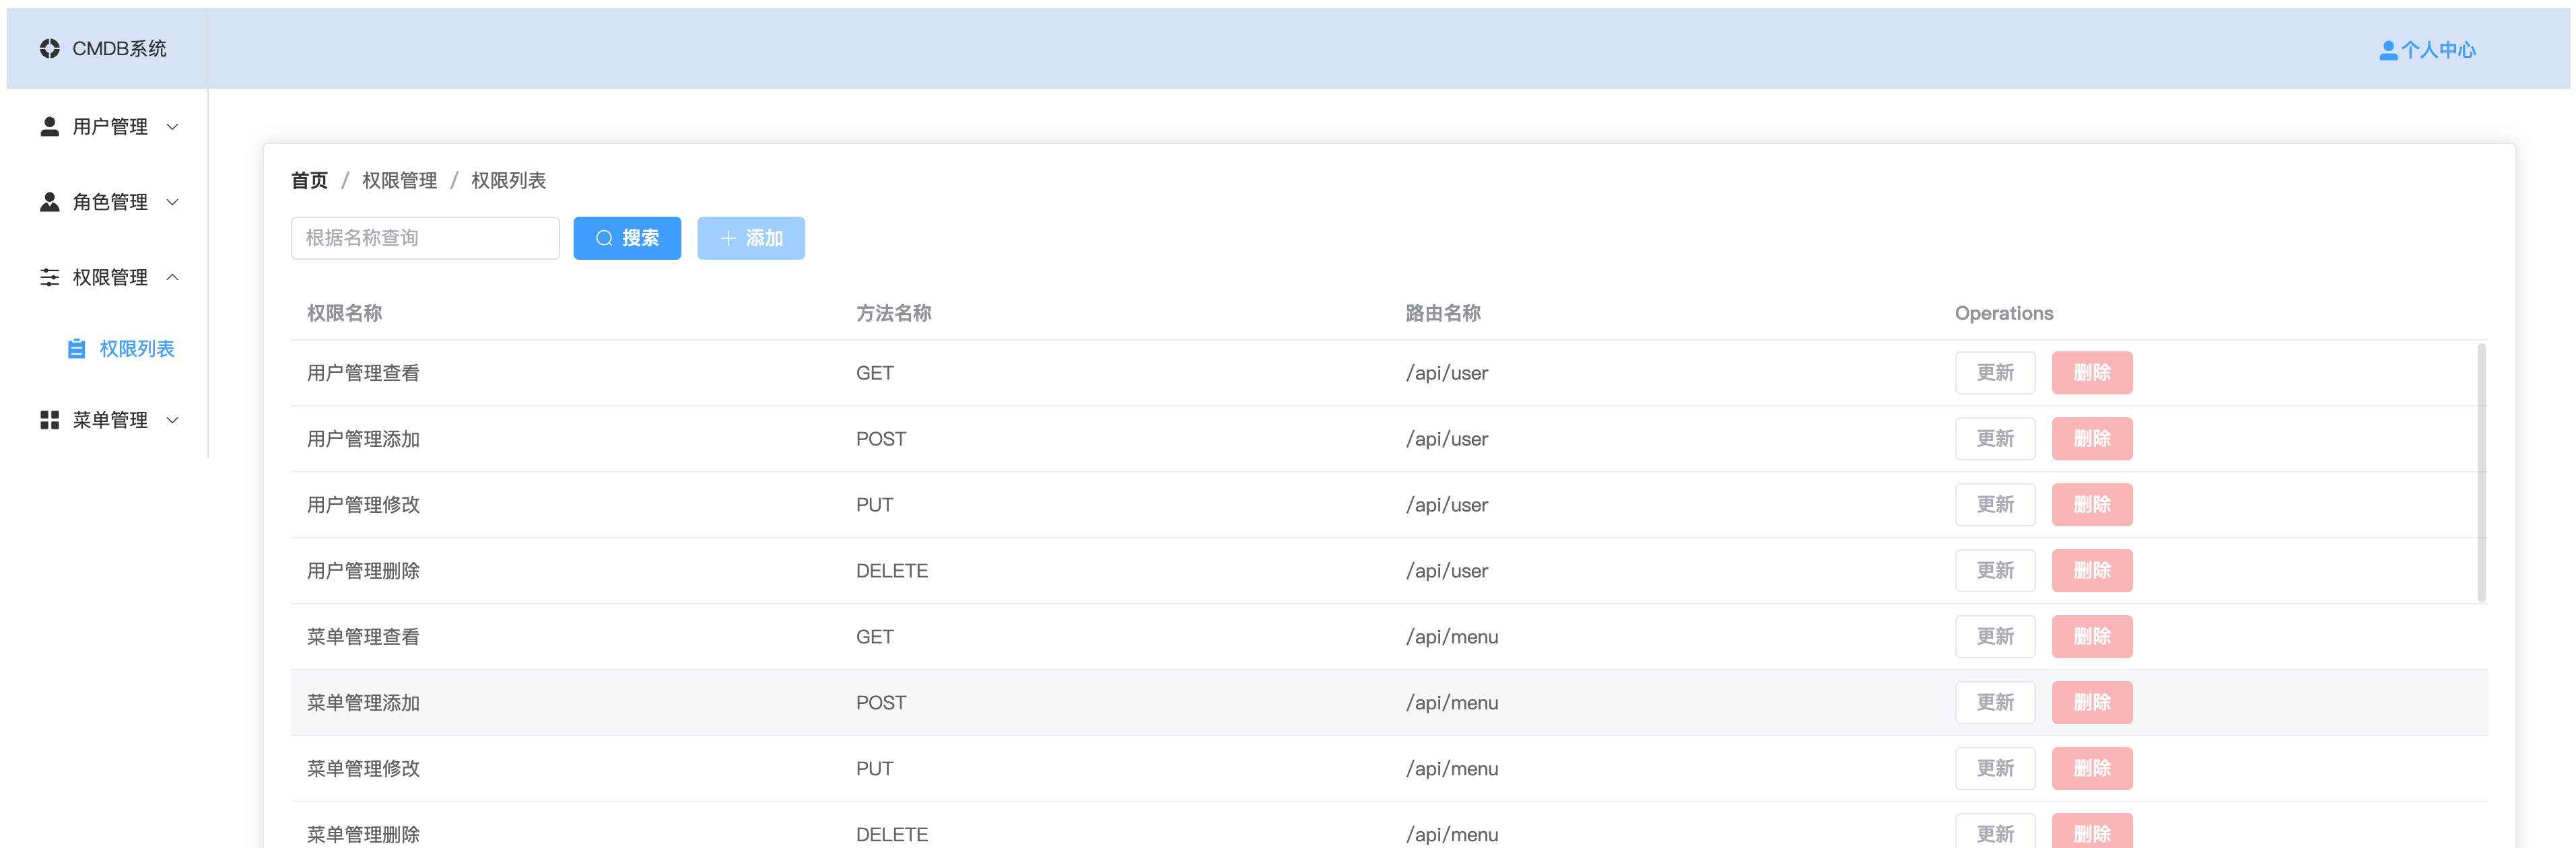 CMDB系统
个人中心
用户管理
角色管理
权限管理
权限列表
菜单管理
首页 / 权限管理 / 权限列表
根据名称查询 搜索 添加
权限名称 方法名称 路由名称 Operations
用户管理查看 GET /api/user 更新 删除
用户管理添加 POST /api/user 更新 删除
用户管理修改 PUT /api/user 更新 删除
用户管理删除 DELETE /api/user 更新 删除
菜单管理查看 GET /api/menu 更新 删除
菜单管理添加 POST /api/menu 更新 删除
菜单管理修改 PUT /api/menu 更新 删除
菜单管理删除 DELETE /api/menu 更新 删除